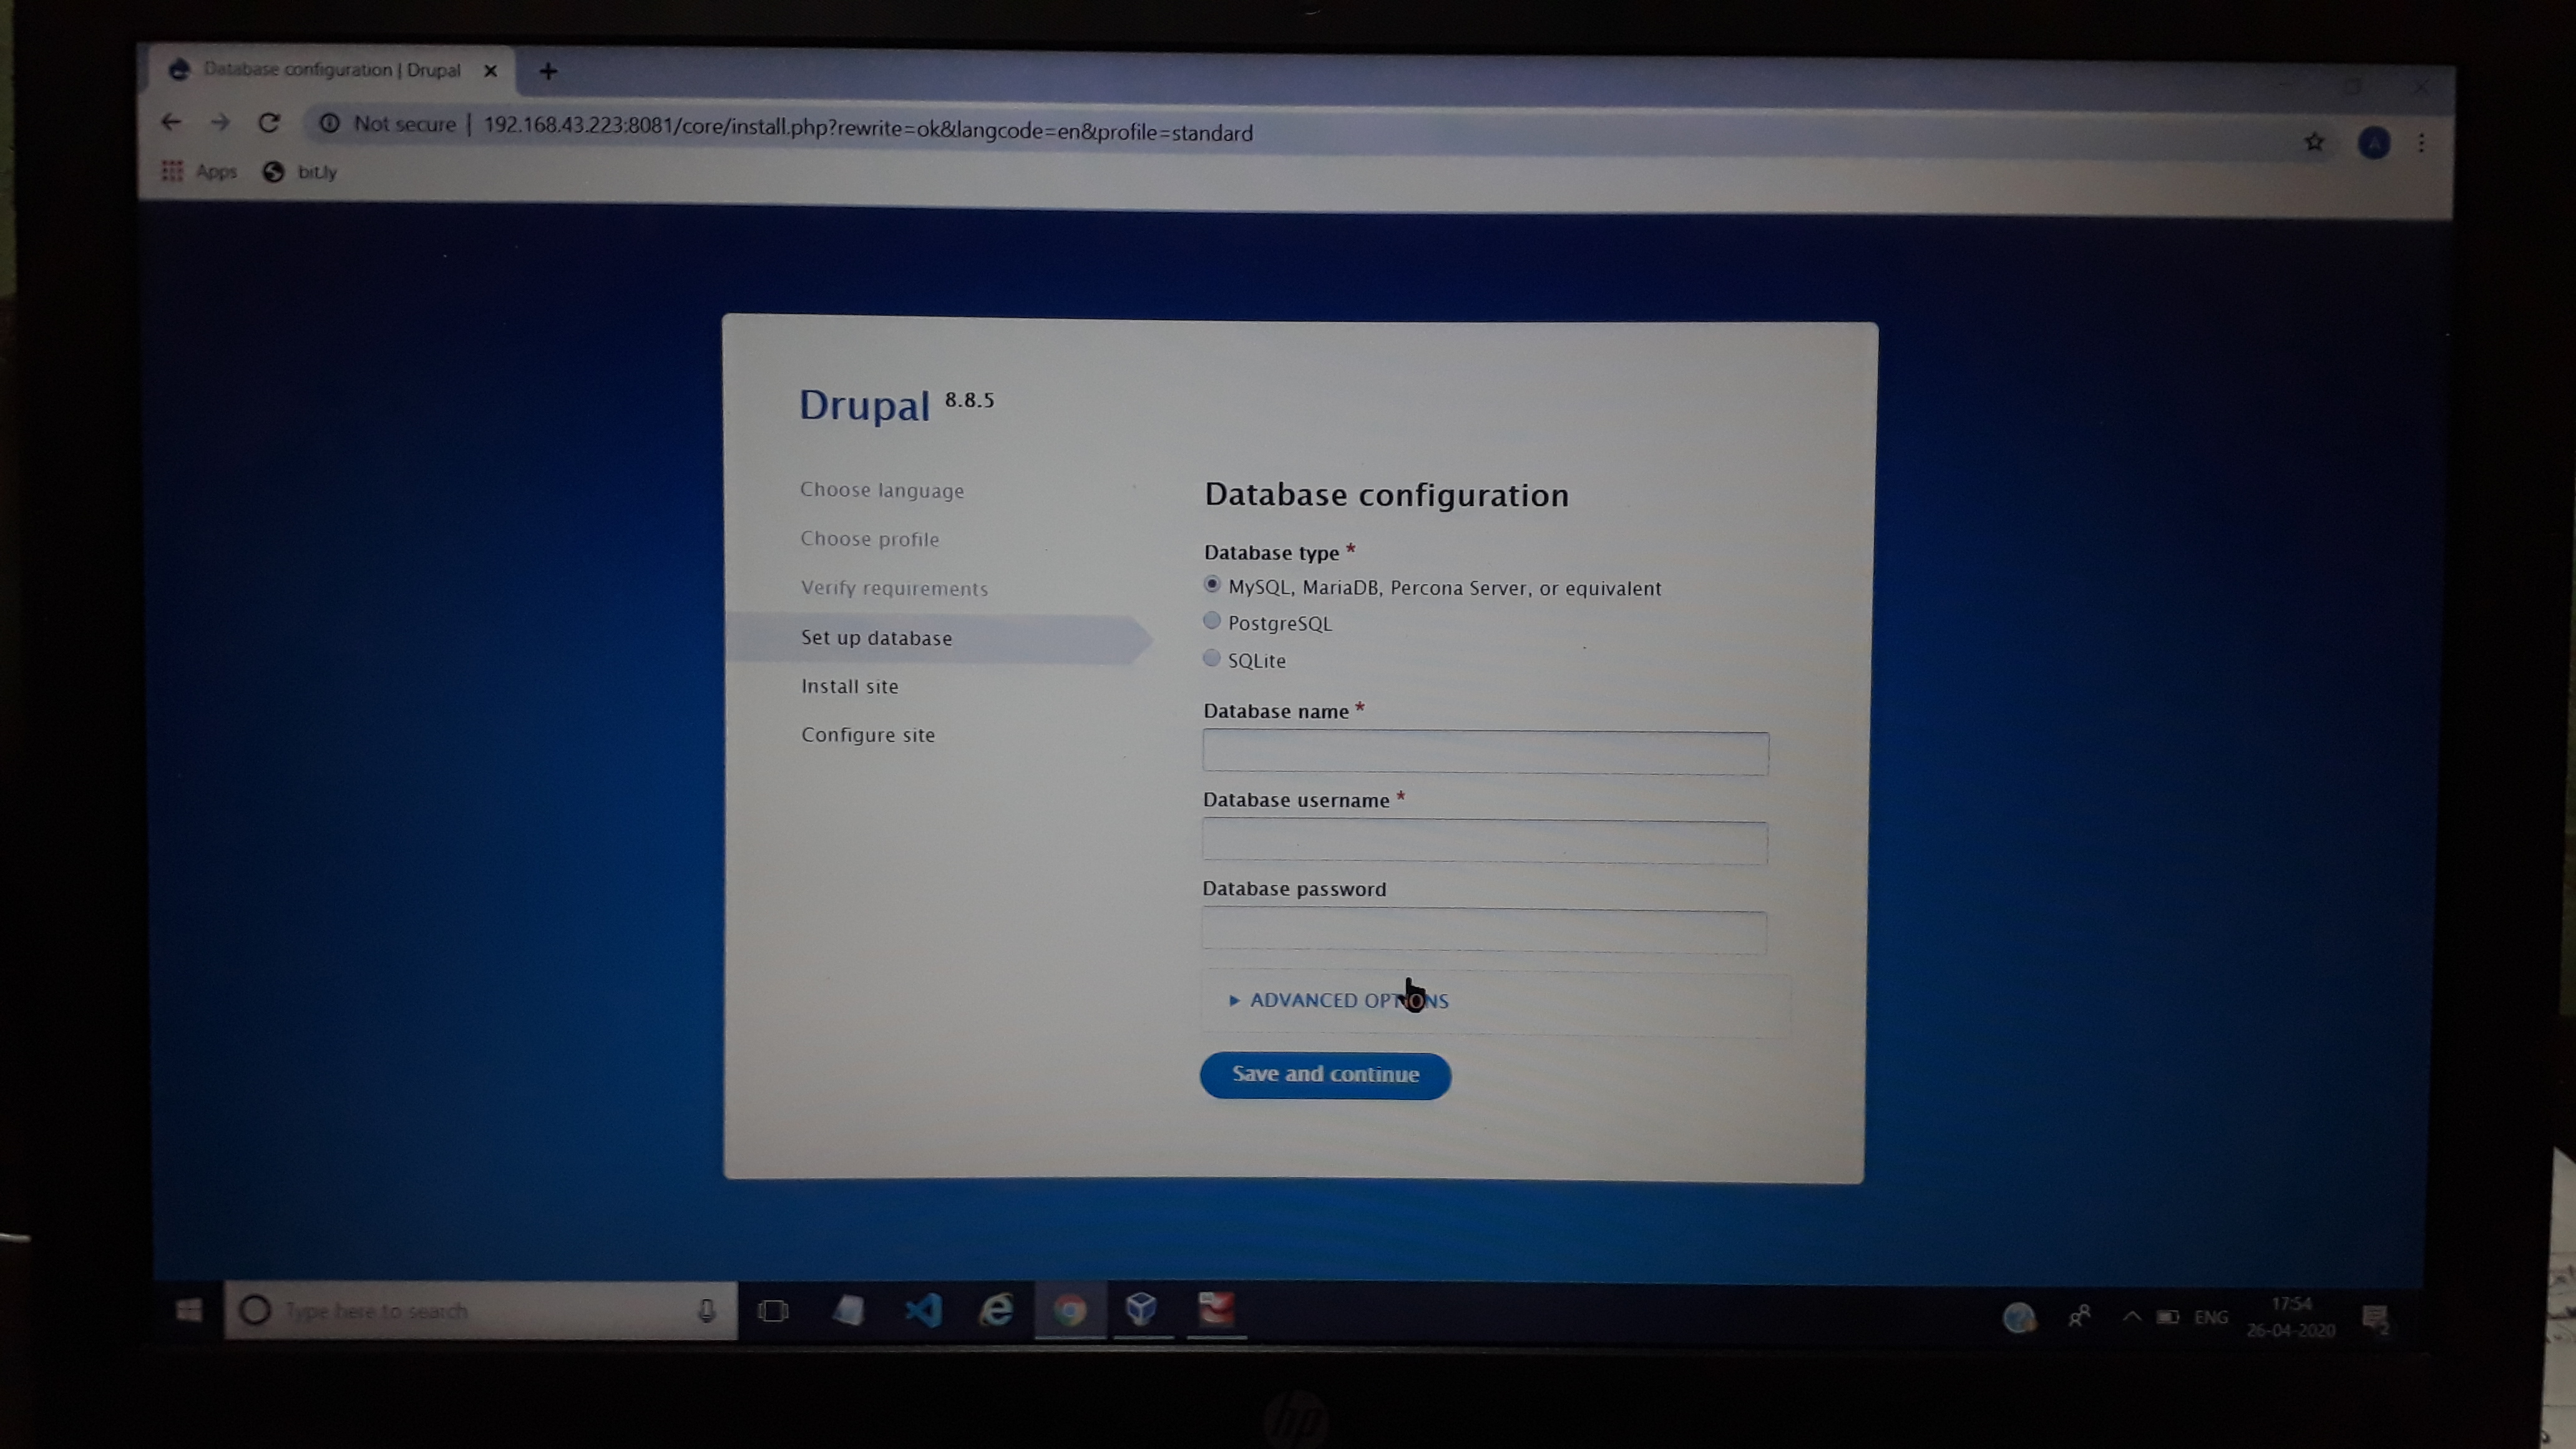 Database configuration | Drupal
Not secure | 192.168.43.223:8081/core/install.php?rewrite=ok&langcode=en&profile=standard
A
Apps
bit.ly
Drupal 8.8.5
Choose language
Choose profile
Verify requirements
Set up database
Install site
Configure site
Database configuration
Database type *
MySQL, MariaDB, Percona Server, or equivalent
PostgreSQL
SQLite
Database name *
Database username *
Database password
ADVANCED OPTIONS
Save and continue
Type here to search
ENG
17:54
26-04-2020
2
hp